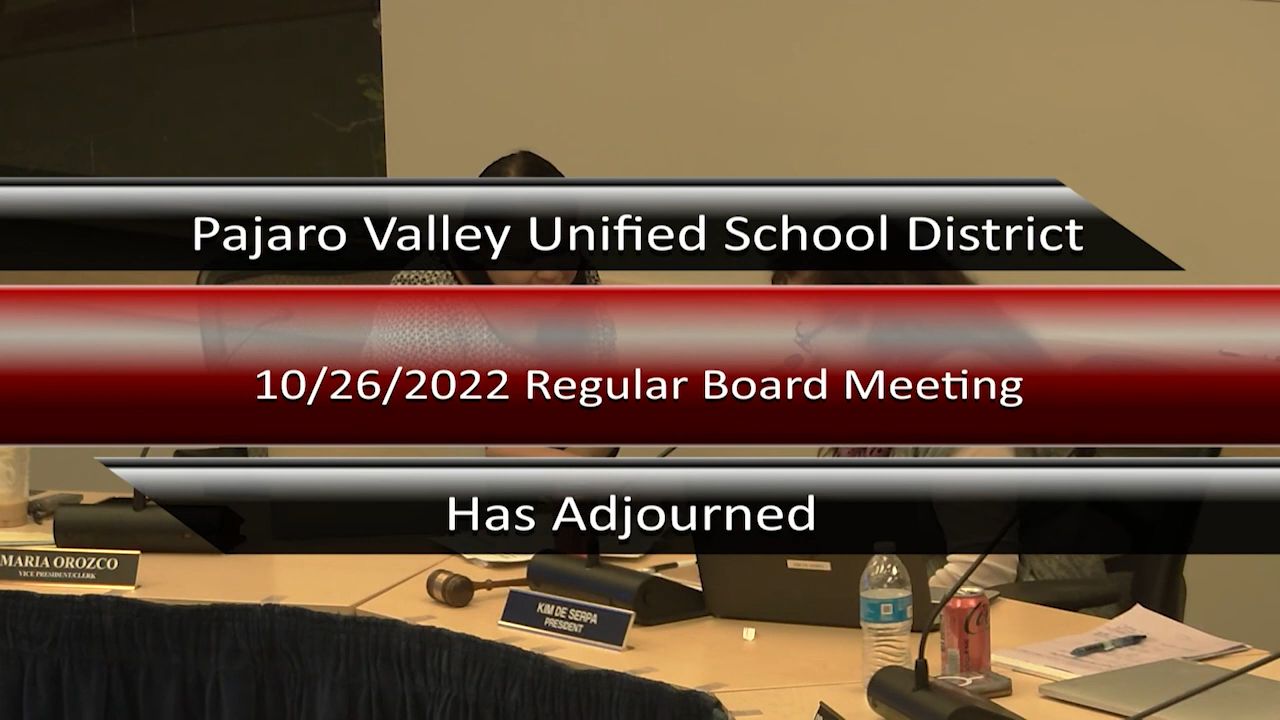 Pajaro Valley Unified School District
10/26/2022 Regular Board Meeting
Has Adjourned
MARIA OROZCO
VICE PRESIDENT/CLERK
KIM DE SERPA
PRESIDENT